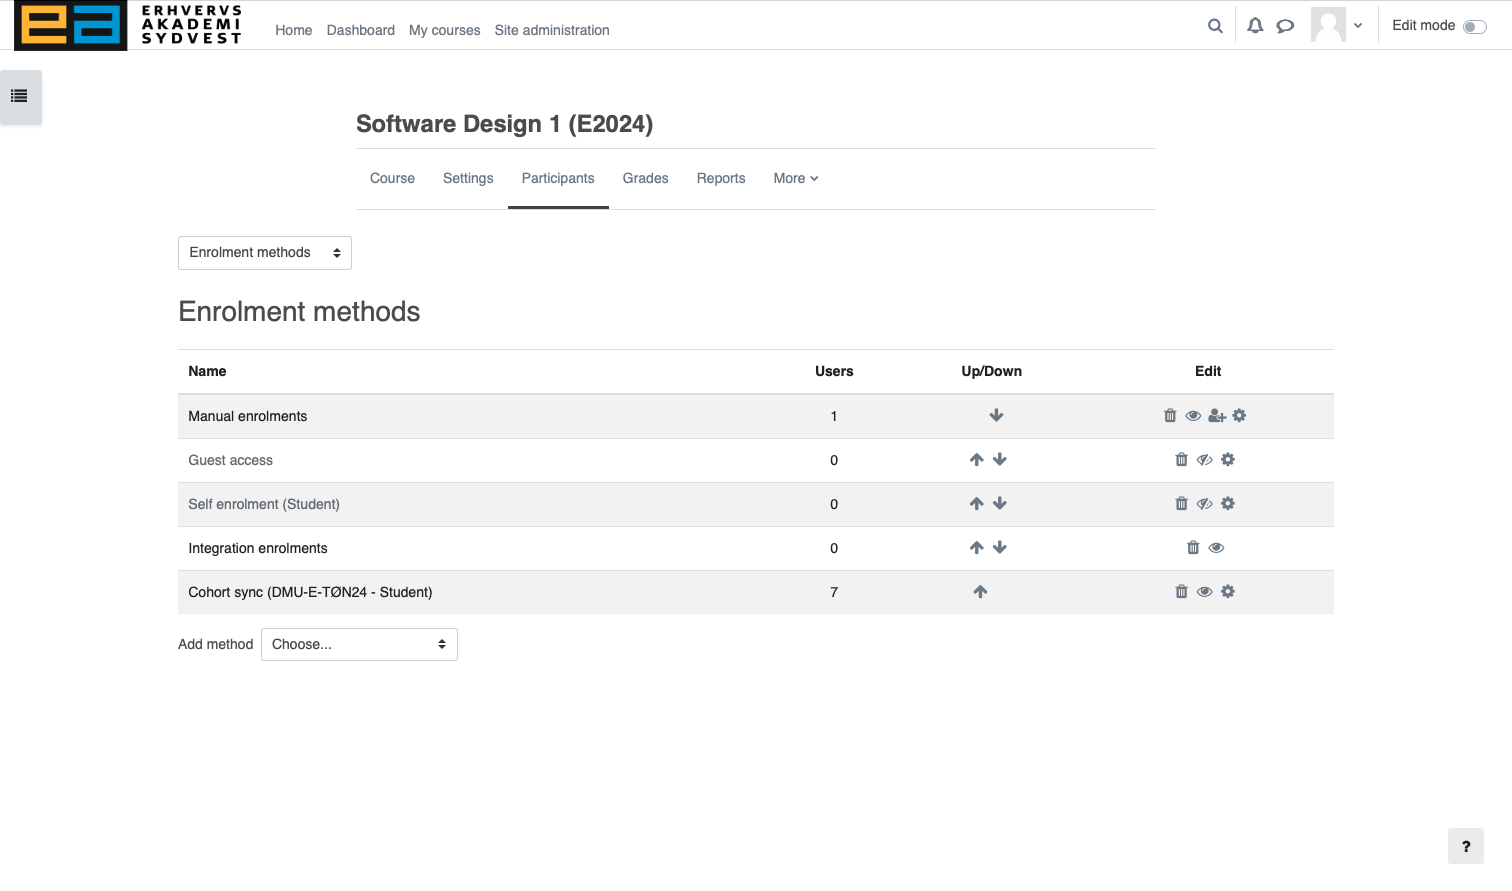 ERHVERVS
AKADEMI
SYDVEST
Home Dashboard My courses Site administration
Edit mode
Software Design 1 (E2024)
Course Settings Participants Grades Reports More
Enrolment methods
Enrolment methods
Name Users Up/Down Edit
Manual enrolments 1
Guest access 0
Self enrolment (Student) 0
Integration enrolments 0
Cohort sync (DMU-E-TØN24 - Student) 7
Add method Choose...
?